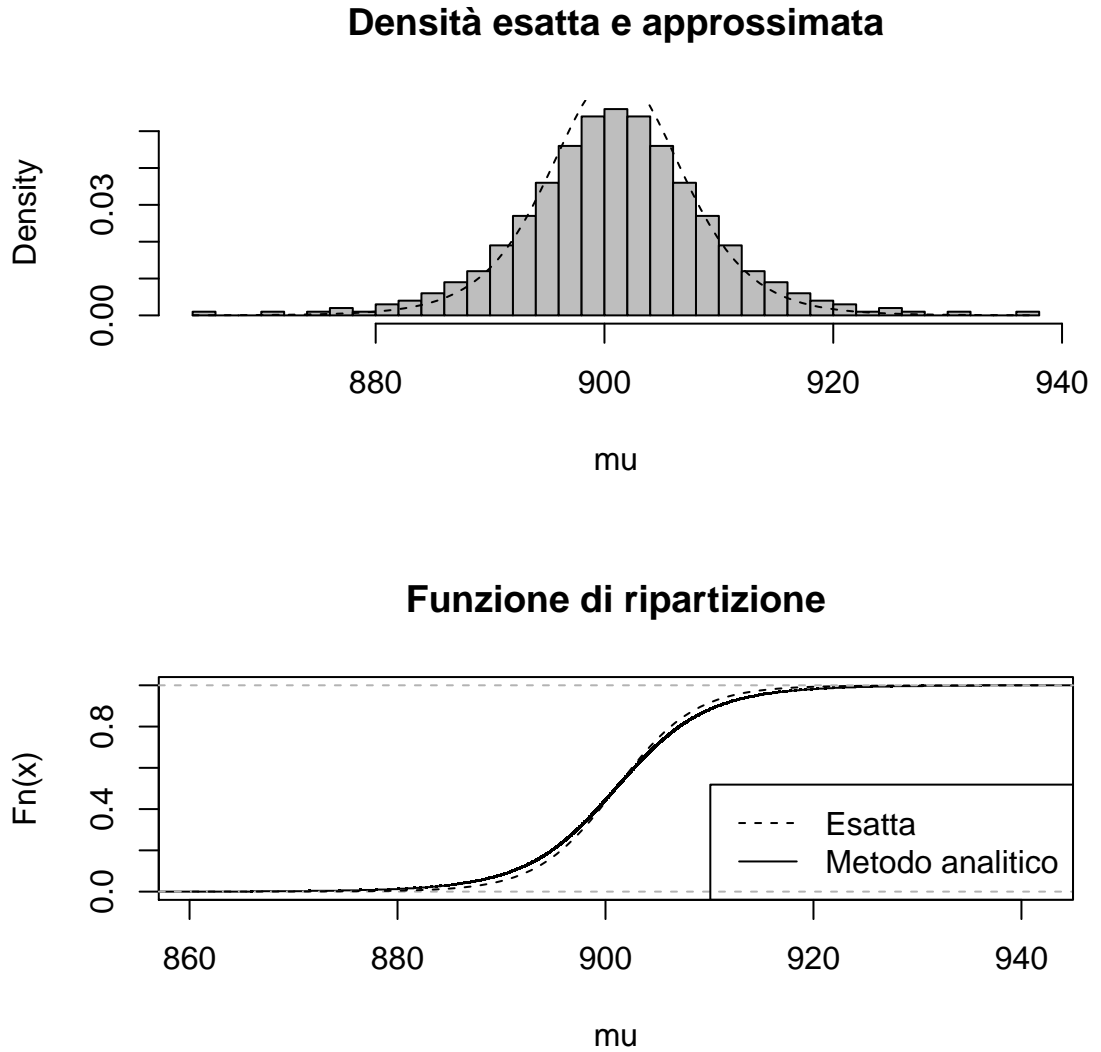 Densità esatta e approssimata
Density
0.00
0.03
880
900
920
940
mu
Funzione di ripartizione
Fn(x)
0.0
0.4
0.8
Esatta
Metodo analitico
860
880
900
920
940
mu